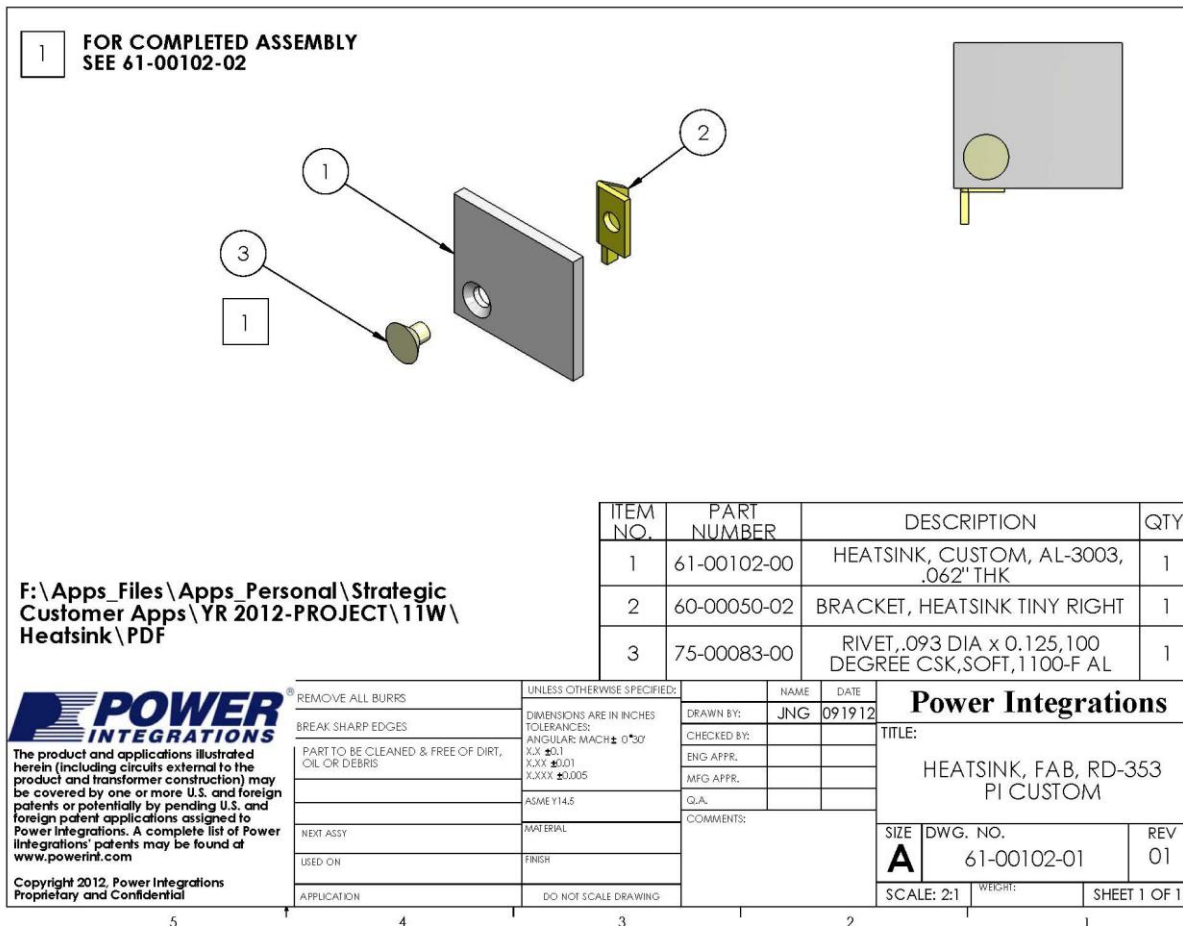 1
FOR COMPLETED ASSEMBLY
SEE 61-00102-02
1
2
3
1
F:\Apps_Files\Apps_Personal\Strategic
Customer Apps\YR 2012-PROJECT\11W\
Heatsink\PDF
ITEM NO. PART NUMBER DESCRIPTION QTY
1 61-00102-00 HEATSINK, CUSTOM, AL-3003, .062" THK 1
2 60-00050-02 BRACKET, HEATSINK TINY RIGHT 1
3 75-00083-00 RIVET,.093 DIA x 0.125,100 DEGREE CSK,SOFT,1100-F AL 1
POWER
INTEGRATIONS
®
The product and applications illustrated
herein (including circuits external to the
product and transformer construction) may
be covered by one or more U.S. and foreign
patents or potentially by pending U.S. and
foreign patent applications assigned to
Power Integrations. A complete list of Power
iIntegrations' patents may be found at
www.powerint.com
Copyright 2012, Power Integrations
Proprietary and Confidential
REMOVE ALL BURRS
BREAK SHARP EDGES
PART TO BE CLEANED & FREE OF DIRT,
OIL OR DEBRIS
NEXT ASSY
USED ON
APPLICATION
UNLESS OTHERWISE SPECIFIED:
DIMENSIONS ARE IN INCHES
TOLERANCES:
ANGULAR: MACH± 0°30'
X.X ±0.1
X.XX ±0.01
X.XXX ±0.005
ASME Y14.5
MATERIAL
FINISH
DO NOT SCALE DRAWING
NAME DATE
DRAWN BY: JNG 091912
CHECKED BY:
ENG APPR.
MFG APPR.
Q.A.
COMMENTS:
Power Integrations
TITLE:
HEATSINK, FAB, RD-353
PI CUSTOM
SIZE DWG. NO. REV
A 61-00102-01 01
SCALE: 2:1 WEIGHT: SHEET 1 OF 1
5 4 3 2 1